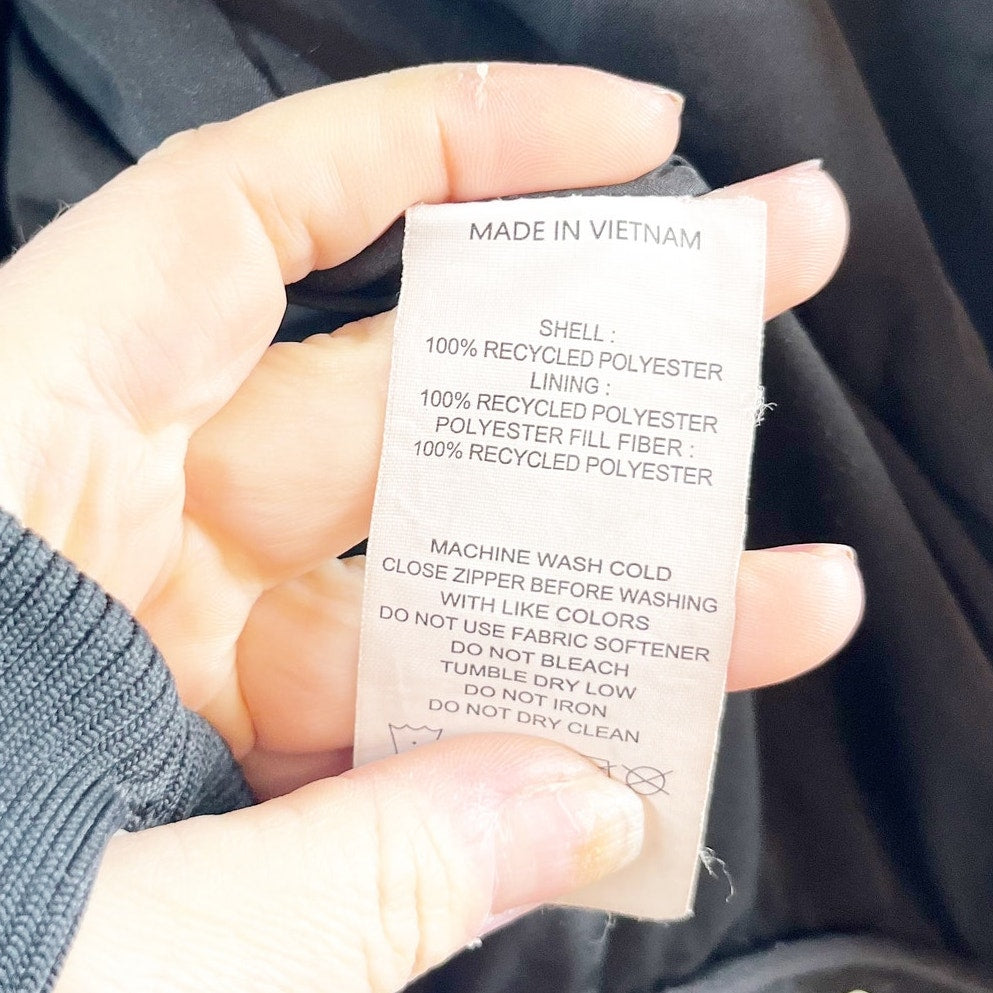 MADE IN VIETNAM
SHELL :
100% RECYCLED POLYESTER
LINING :
100% RECYCLED POLYESTER
POLYESTER FILL FIBER :
100% RECYCLED POLYESTER
MACHINE WASH COLD
CLOSE ZIPPER BEFORE WASHING
WITH LIKE COLORS
DO NOT USE FABRIC SOFTENER
DO NOT BLEACH
TUMBLE DRY LOW
DO NOT IRON
DO NOT DRY CLEAN